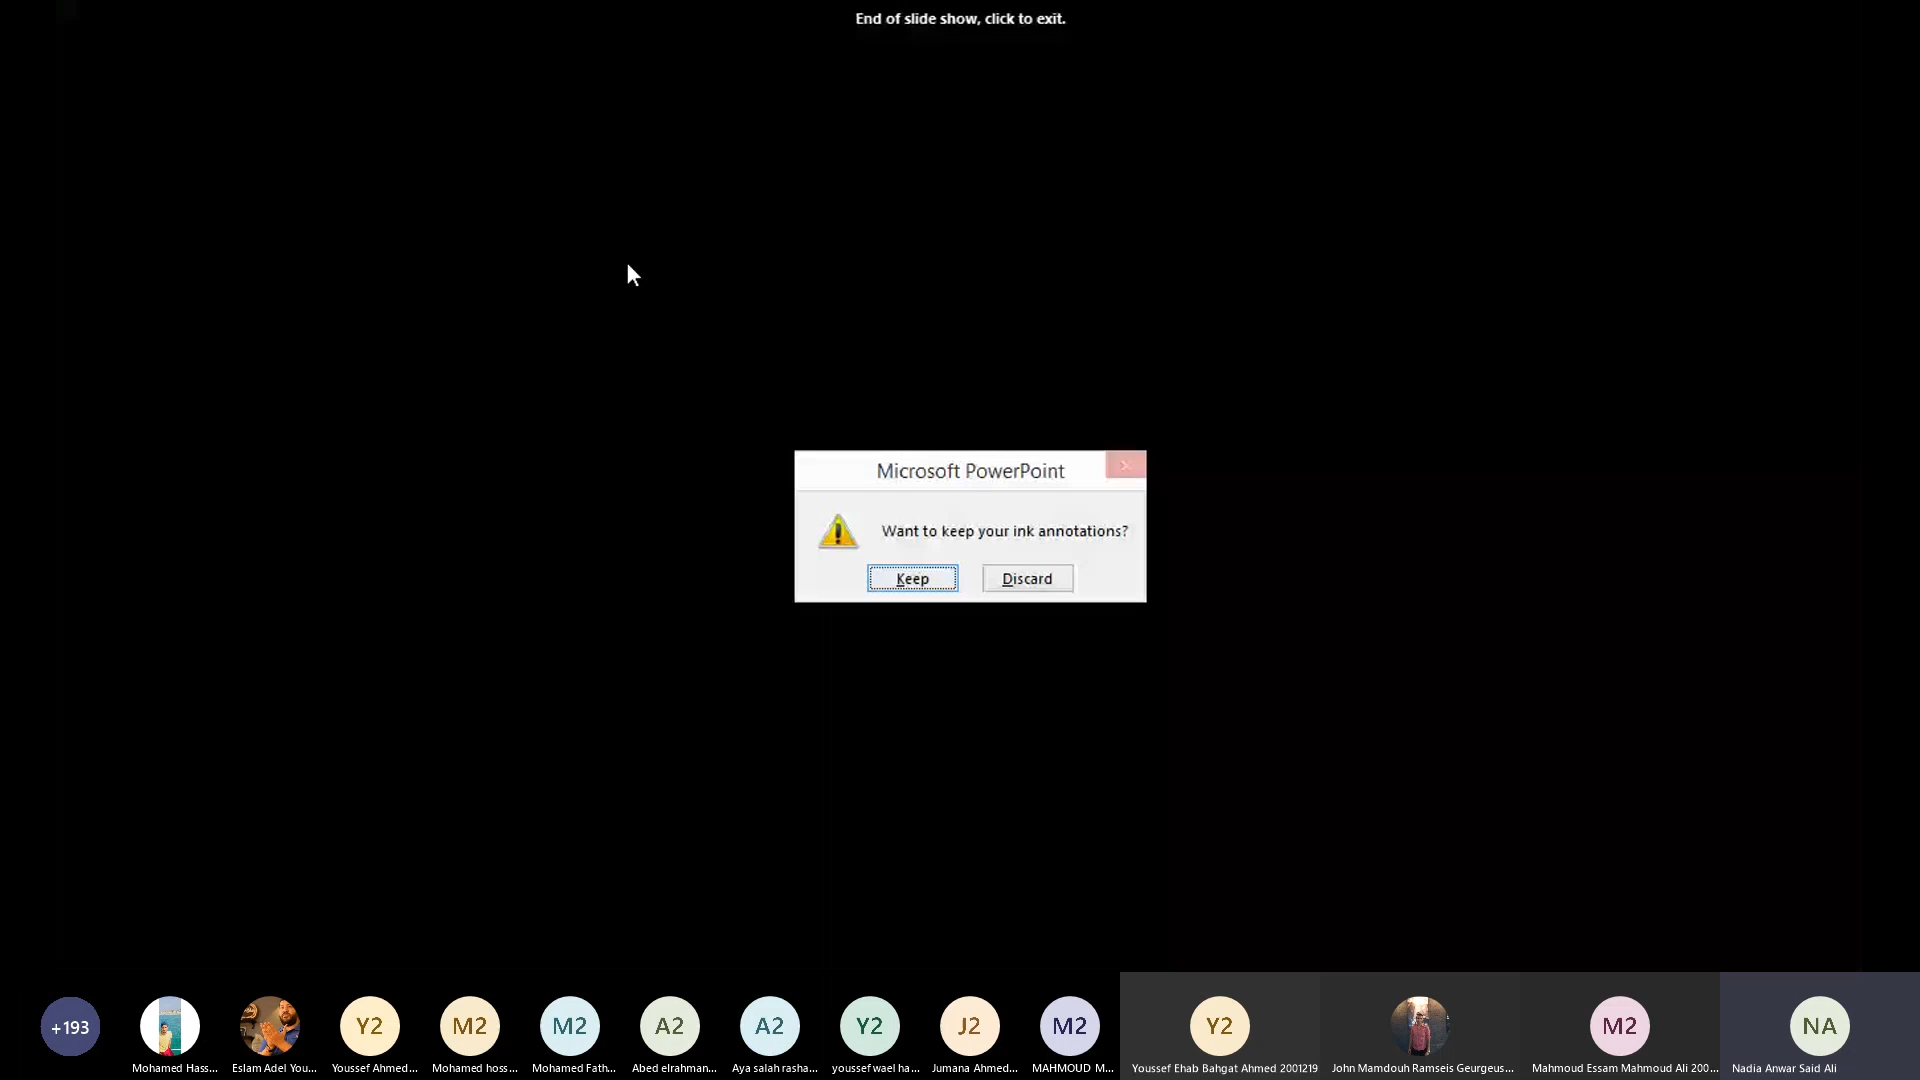 End of slide show, click to exit.
Microsoft PowerPoint
Want to keep your ink annotations?
Keep
Discard
+193
Y2
M2
M2
A2
A2
Y2
J2
M2
Y2
M2
NA
Mohamed Hass...
Eslam Adel You...
Youssef Ahmed...
Mohamed hoss...
Mohamed Fath...
Abed elrahman...
Aya salah rasha...
youssef wael ha...
Jumana Ahmed...
MAHMOUD M...
Youssef Ehab Bahgat Ahmed 2001219
John Mamdouh Ramseis Geurgeus...
Mahmoud Essam Mahmoud Ali 200...
Nadia Anwar Said Ali